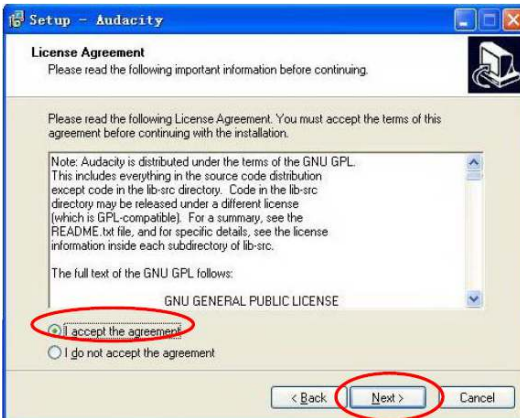 Setup - Audacity
License Agreement
Please read the following important information before continuing.
Please read the following License Agreement. You must accept the terms of this
agreement before continuing with the installation.
Note: Audacity is distributed under the terms of the GNU GPL.
This includes everything in the source code distribution
except code in the lib-src directory. Code in the lib-src
directory may be released under a different license
(which is GPL-compatible). For a summary, see the
README.txt file, and for specific details, see the license
information inside each subdirectory of lib-src.
The full text of the GNU GPL follows:
GNU GENERAL PUBLIC LICENSE
I accept the agreement
I do not accept the agreement
< Back
Next >
Cancel